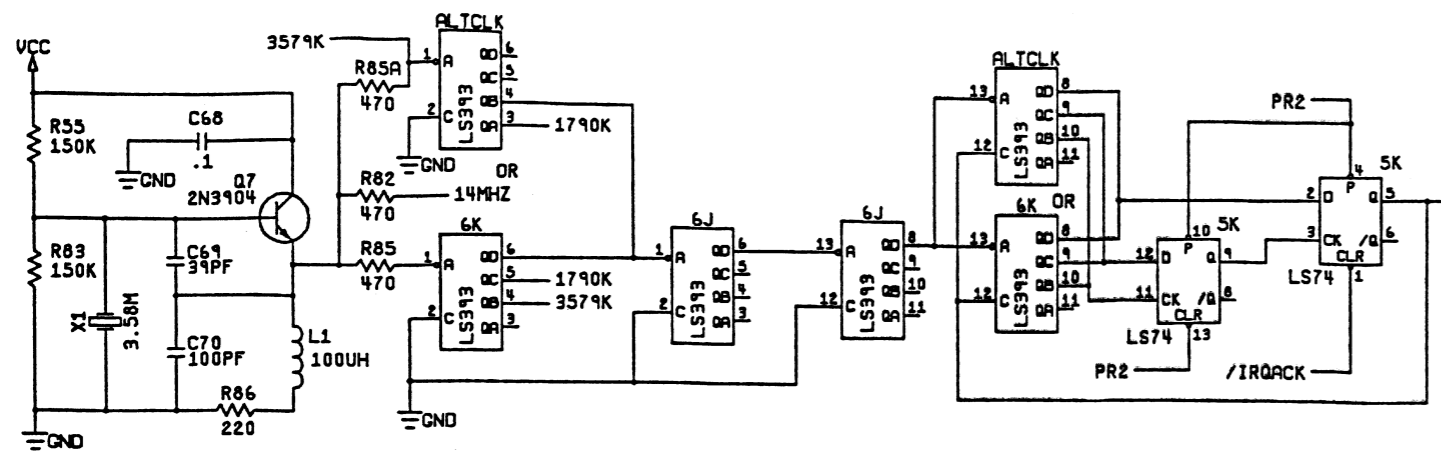 VCC
R55
150K
C68
.1
GND
Q7
2N3904
R83
150K
X1
3.58M
C69
39PF
C70
100PF
L1
100UH
R86
220
GND
3579K
R85A
470
R82
470
14MHZ
R85
470
ALTCLK
1 A QD 6
QC 5
QB 4
2 C QA 3
LS393
1790K
GND
OR
6K
1 A QD 6
QC 5
1790K
QB 4
3579K
2 C QA 3
LS393
GND
6J
1 A QD 6
QC 5
QB 4
2 C QA 3
LS393
6J
13 A QD 8
QC 9
QB 10
12 C QA 11
LS393
ALTCLK
13 A QD 8
QC 9
QB 10
12 C QA 11
LS393
OR
6K
13 A QD 8
QC 9
QB 10
12 C QA 11
LS393
5K
10
P
12 D Q 9
11 CK /Q 8
CLR
LS74
13
PR2
PR2
4
5K
P
2 D Q 5
3 CK /Q 6
CLR
LS74
1
/IRQACK